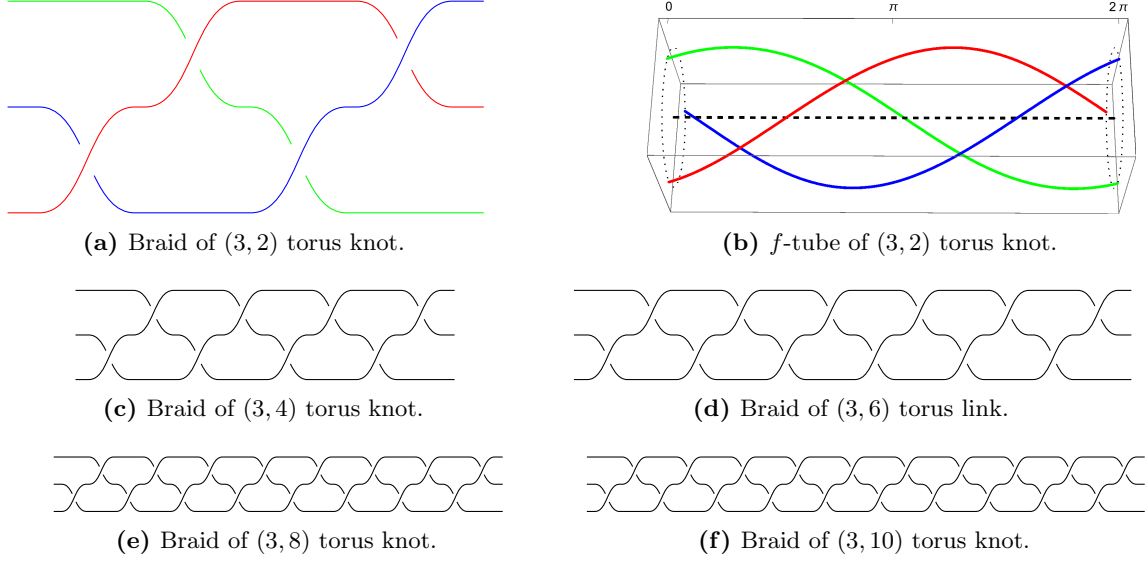 0 π 2 π
(a) Braid of (3, 2) torus knot.
(b) f-tube of (3, 2) torus knot.
(c) Braid of (3, 4) torus knot.
(d) Braid of (3, 6) torus link.
(e) Braid of (3, 8) torus knot.
(f) Braid of (3, 10) torus knot.